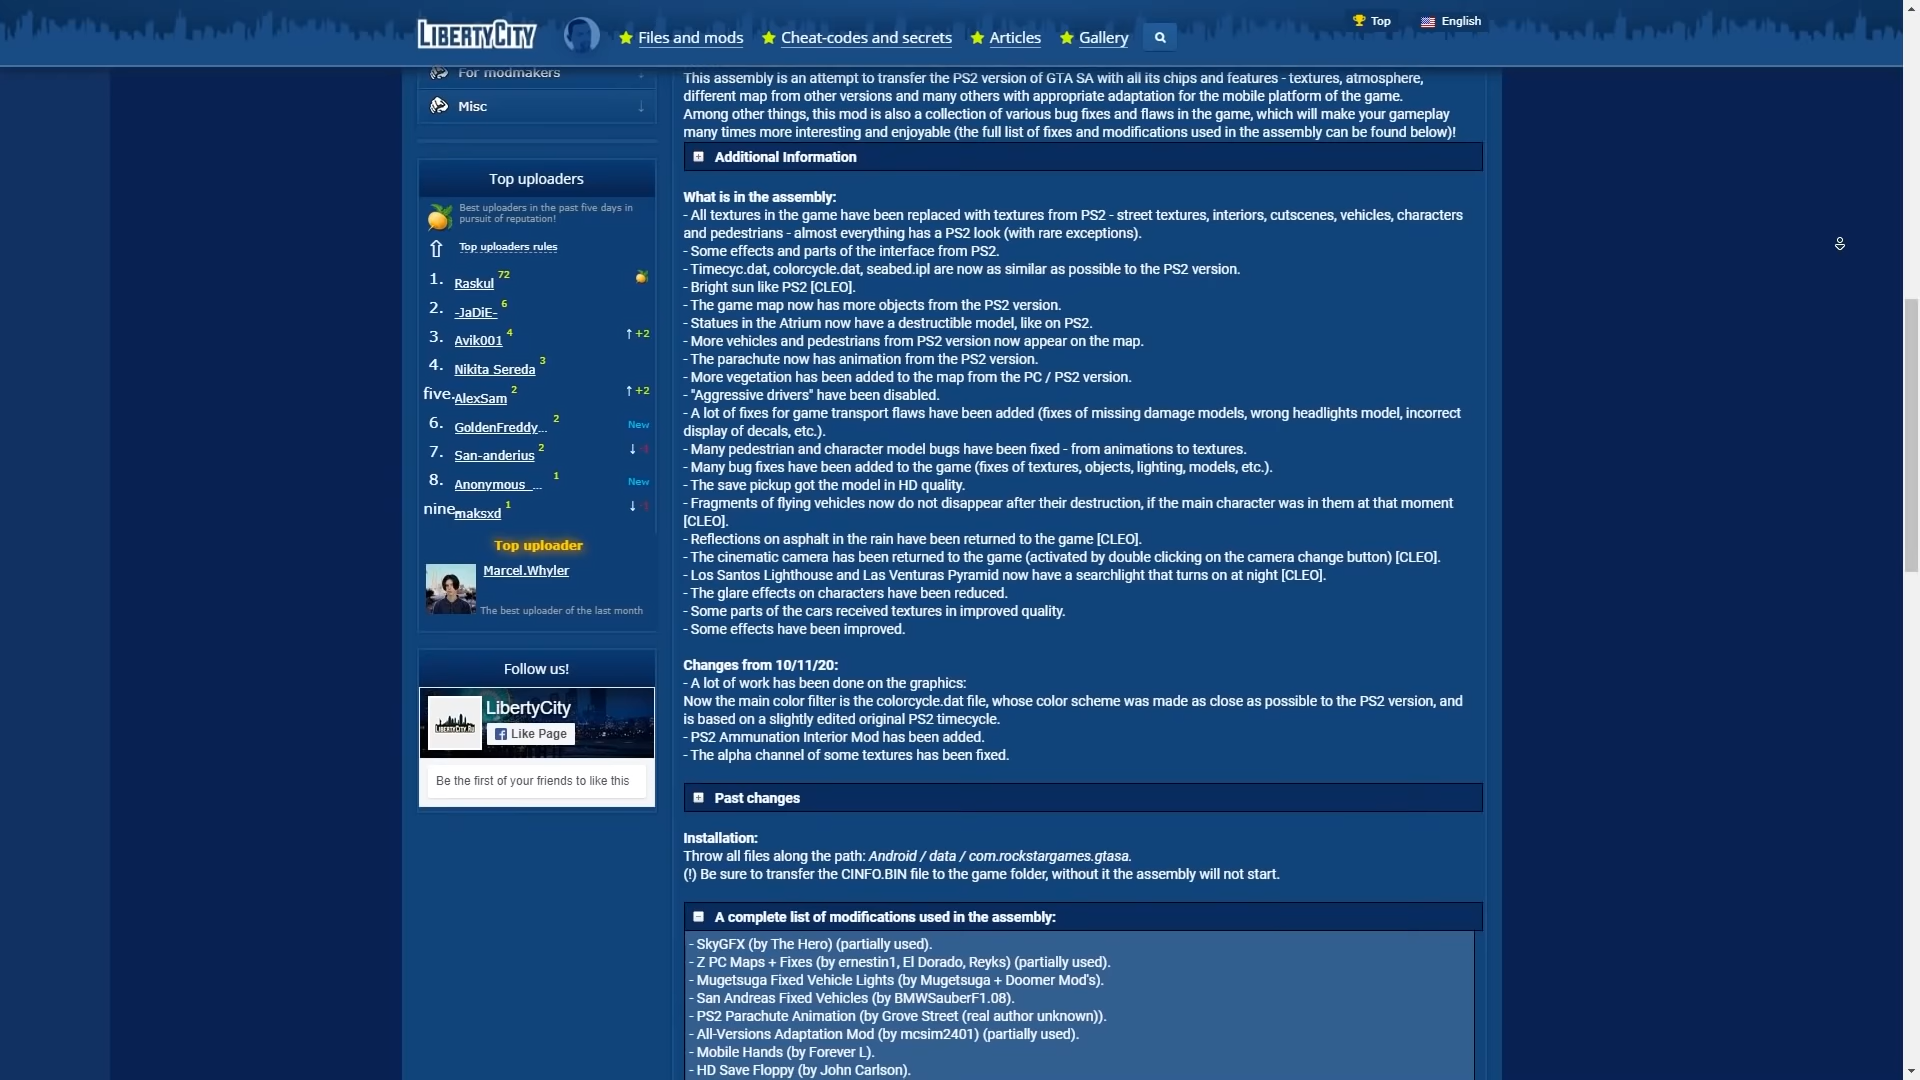 LIBERTYCITY
Files and mods
Cheat-codes and secrets
Articles
Gallery
Top
English
For modmakers
Misc
Top uploaders
Best uploaders in the past five days in
pursuit of reputation!
Top uploaders rules
1. Raskul 72
2. -JaDiE- 6
3. Avik001 4 ↑ +2
4. Nikita Sereda 3
five. AlexSam 2 ↑ +2
6. GoldenFreddy... 2 New
7. San-anderius 2 ↓
8. Anonymous_... 1 New
nine. maksxd 1 ↓
Top uploader
Marcel.Whyler
The best uploader of the last month
Follow us!
LibertyCity
Like Page
Be the first of your friends to like this
This assembly is an attempt to transfer the PS2 version of GTA SA with all its chips and features - textures, atmosphere,
different map from other versions and many others with appropriate adaptation for the mobile platform of the game.
Among other things, this mod is also a collection of various bug fixes and flaws in the game, which will make your gameplay
many times more interesting and enjoyable (the full list of fixes and modifications used in the assembly can be found below)!
Additional Information
What is in the assembly:
- All textures in the game have been replaced with textures from PS2 - street textures, interiors, cutscenes, vehicles, characters
and pedestrians - almost everything has a PS2 look (with rare exceptions).
- Some effects and parts of the interface from PS2.
- Timecyc.dat, colorcycle.dat, seabed.ipl are now as similar as possible to the PS2 version.
- Bright sun like PS2 [CLEO].
- The game map now has more objects from the PS2 version.
- Statues in the Atrium now have a destructible model, like on PS2.
- More vehicles and pedestrians from PS2 version now appear on the map.
- The parachute now has animation from the PS2 version.
- More vegetation has been added to the map from the PC / PS2 version.
- "Aggressive drivers" have been disabled.
- A lot of fixes for game transport flaws have been added (fixes of missing damage models, wrong headlights model, incorrect
display of decals, etc.).
- Many pedestrian and character model bugs have been fixed - from animations to textures.
- Many bug fixes have been added to the game (fixes of textures, objects, lighting, models, etc.).
- The save pickup got the model in HD quality.
- Fragments of flying vehicles now do not disappear after their destruction, if the main character was in them at that moment
[CLEO].
- Reflections on asphalt in the rain have been returned to the game [CLEO].
- The cinematic camera has been returned to the game (activated by double clicking on the camera change button) [CLEO].
- Los Santos Lighthouse and Las Venturas Pyramid now have a searchlight that turns on at night [CLEO].
- The glare effects on characters have been reduced.
- Some parts of the cars received textures in improved quality.
- Some effects have been improved.
Changes from 10/11/20:
- A lot of work has been done on the graphics:
Now the main color filter is the colorcycle.dat file, whose color scheme was made as close as possible to the PS2 version, and
is based on a slightly edited original PS2 timecycle.
- PS2 Ammunation Interior Mod has been added.
- The alpha channel of some textures has been fixed.
Past changes
Installation:
Throw all files along the path: Android / data / com.rockstargames.gtasa.
(!) Be sure to transfer the CINFO.BIN file to the game folder, without it the assembly will not start.
A complete list of modifications used in the assembly:
- SkyGFX (by The Hero) (partially used).
- Z PC Maps + Fixes (by ernestin1, El Dorado, Reyks) (partially used).
- Mugetsuga Fixed Vehicle Lights (by Mugetsuga + Doomer Mod's).
- San Andreas Fixed Vehicles (by BMWSauberF1.08).
- PS2 Parachute Animation (by Grove Street (real author unknown)).
- All-Versions Adaptation Mod (by mcsim2401) (partially used).
- Mobile Hands (by Forever L).
- HD Save Floppy (by John Carlson).